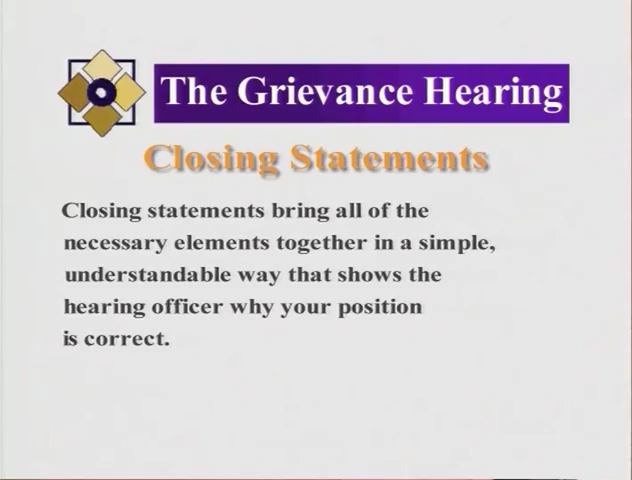 The Grievance Hearing
Closing Statements
Closing statements bring all of the
necessary elements together in a simple,
understandable way that shows the
hearing officer why your position
is correct.